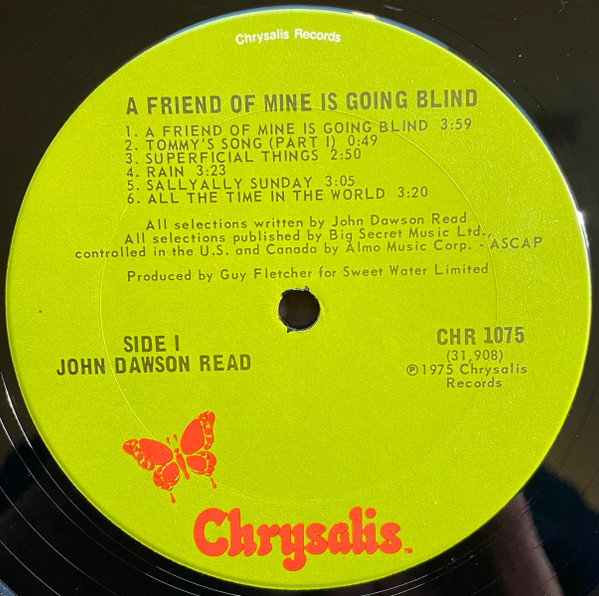 Chrysalis Records
A FRIEND OF MINE IS GOING BLIND
1. A FRIEND OF MINE IS GOING BLIND 3:59
2. TOMMY'S SONG (PART I) 0:49
3. SUPERFICIAL THINGS 2:50
4. RAIN 3:23
5. SALLYALLY SUNDAY 3:05
6. ALL THE TIME IN THE WORLD 3:20
All selections written by John Dawson Read
All selections published by Big Secret Music Ltd.,
controlled in the U.S. and Canada by Almo Music Corp. - ASCAP
Produced by Guy Fletcher for Sweet Water Limited
SIDE I
JOHN DAWSON READ
CHR 1075
(31,908)
℗1975 Chrysalis
Records
Chrysalis™